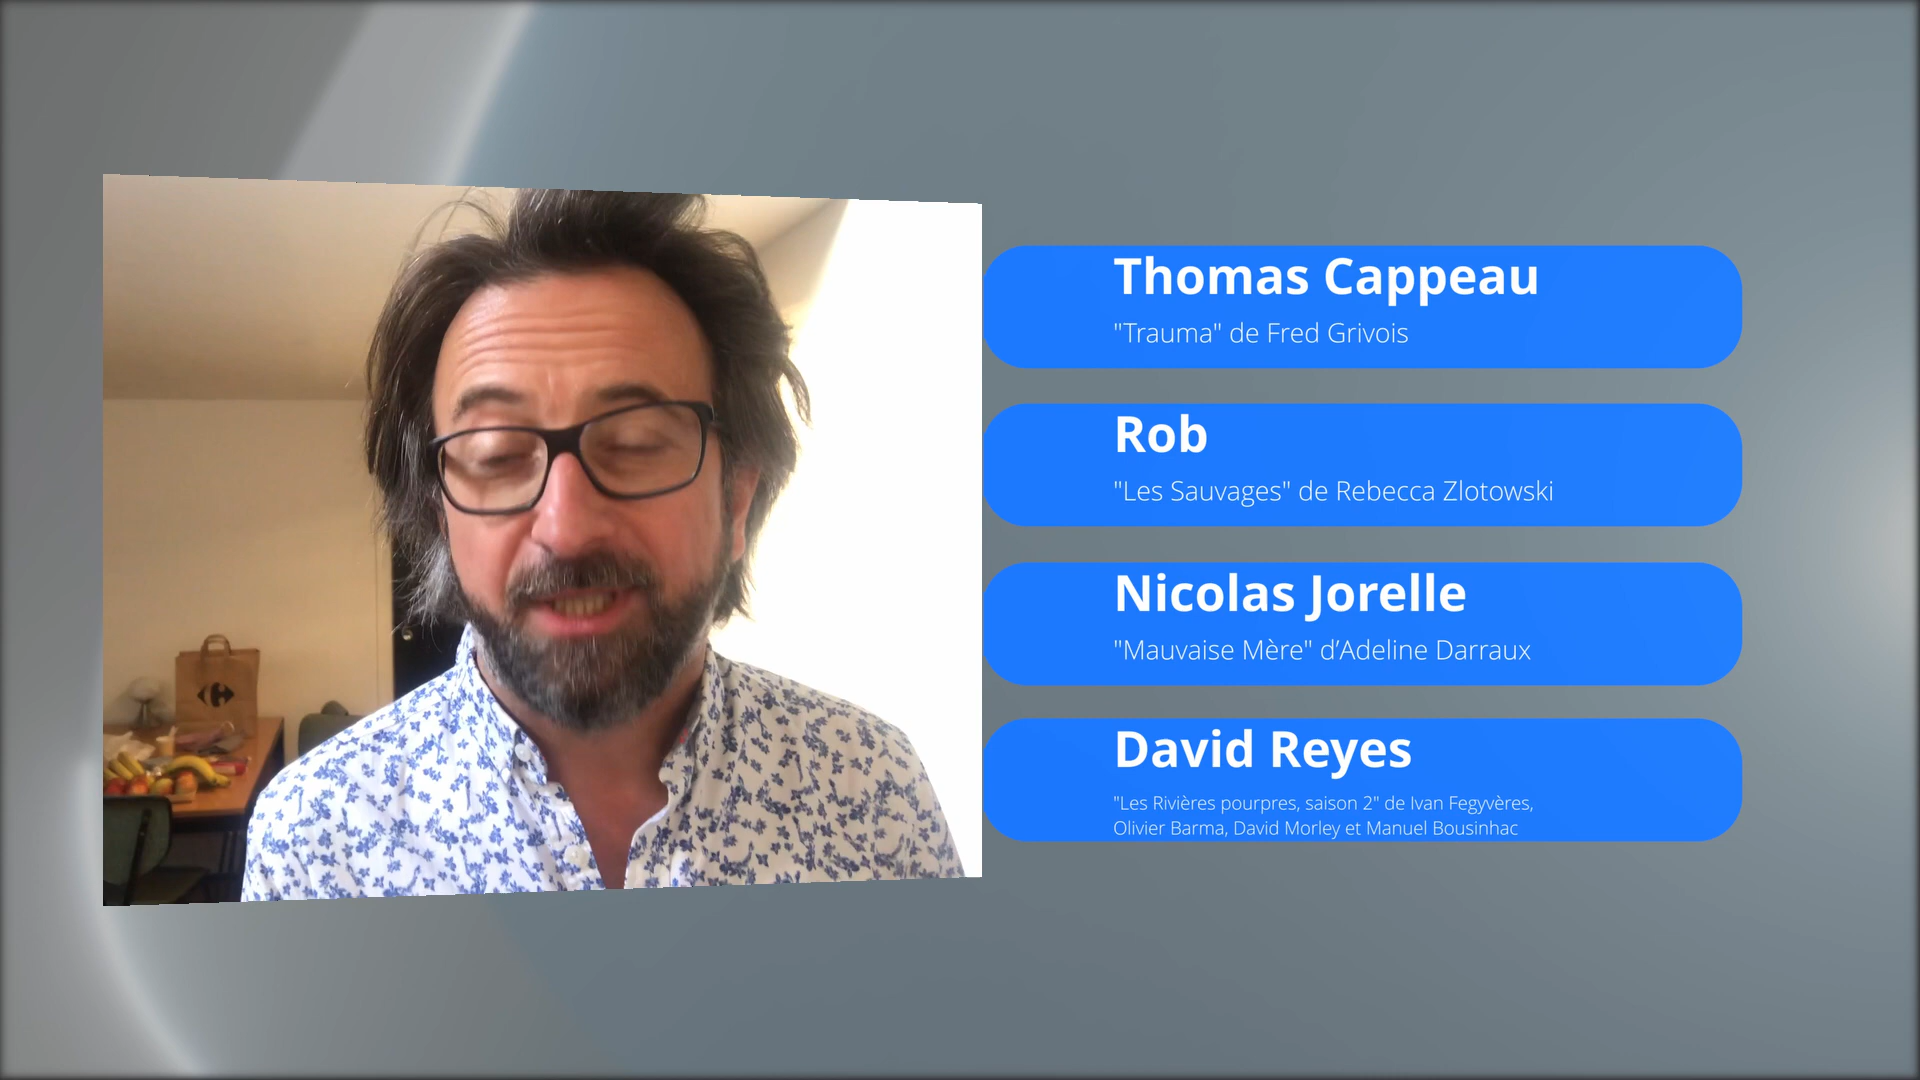 Thomas Cappeau
"Trauma" de Fred Grivois
Rob
"Les Sauvages" de Rebecca Zlotowski
Nicolas Jorelle
"Mauvaise Mère" d’Adeline Darraux
David Reyes
"Les Rivières pourpres, saison 2" de Ivan Fegyvères,
Olivier Barma, David Morley et Manuel Bousinhac